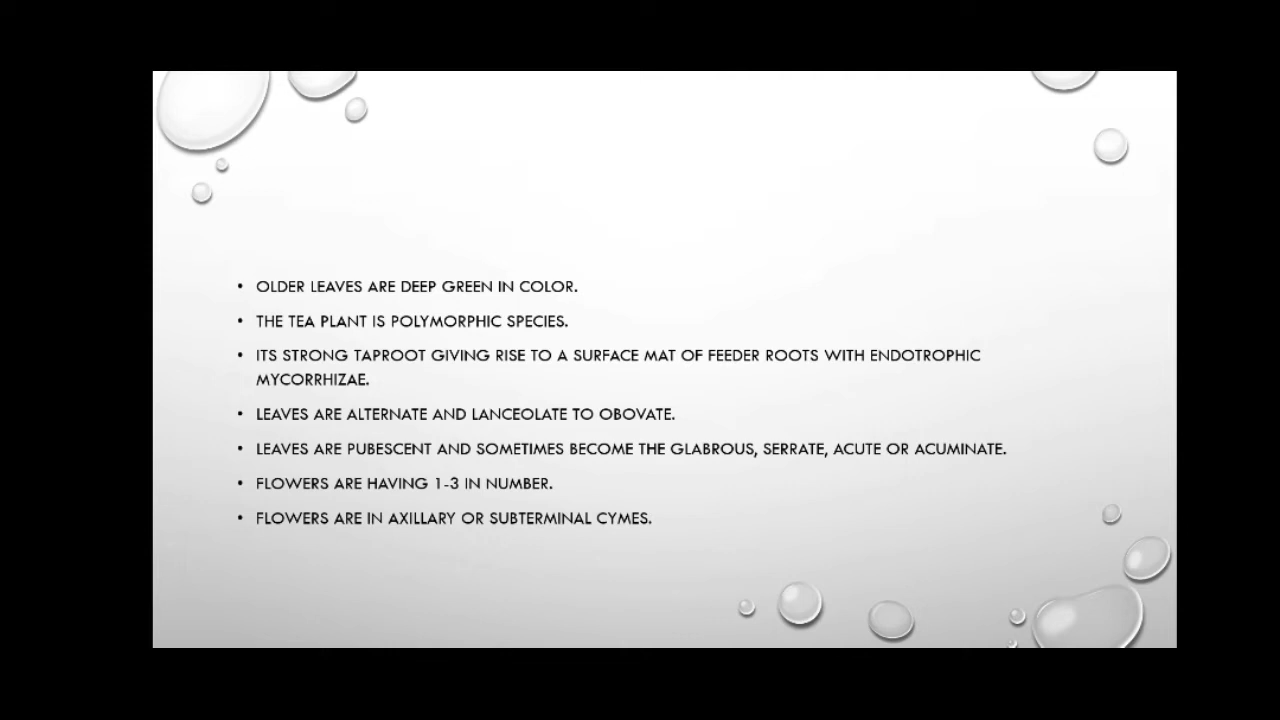 • OLDER LEAVES ARE DEEP GREEN IN COLOR.
• THE TEA PLANT IS POLYMORPHIC SPECIES.
• ITS STRONG TAPROOT GIVING RISE TO A SURFACE MAT OF FEEDER ROOTS WITH ENDOTROPHIC
MYCORRHIZAE.
• LEAVES ARE ALTERNATE AND LANCEOLATE TO OBOVATE.
• LEAVES ARE PUBESCENT AND SOMETIMES BECOME THE GLABROUS, SERRATE, ACUTE OR ACUMINATE.
• FLOWERS ARE HAVING 1-3 IN NUMBER.
• FLOWERS ARE IN AXILLARY OR SUBTERMINAL CYMES.